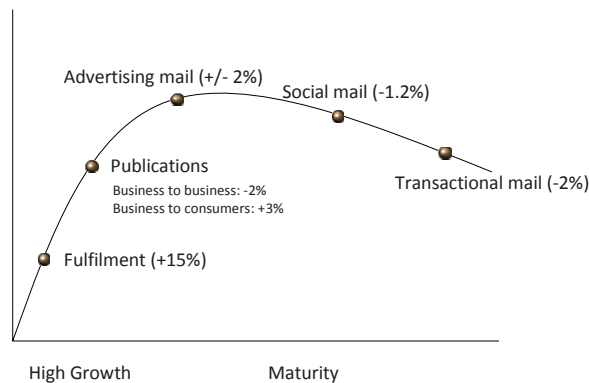 Advertising mail (+/- 2%)
Social mail (-1.2%)
Publications
Business to business: -2%
Business to consumers: +3%
Transactional mail (-2%)
Fulfilment (+15%)
High Growth
Maturity